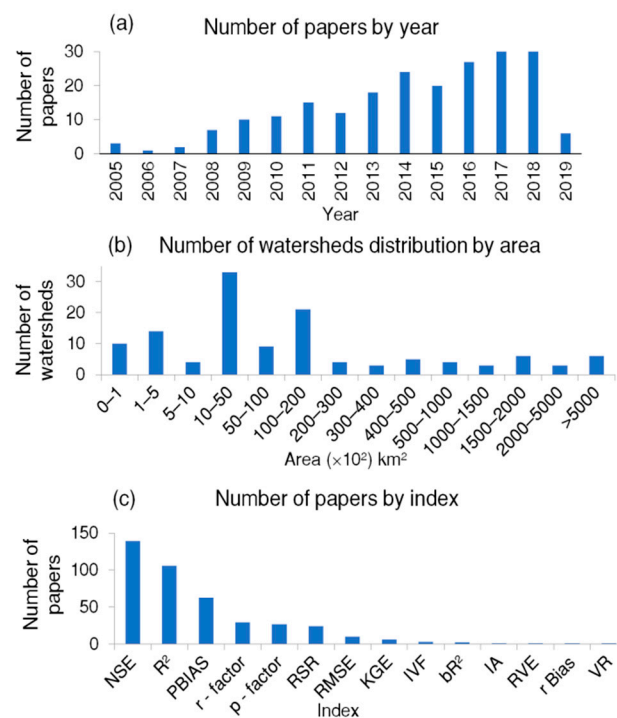 (a) Number of papers by year
Number of
papers
30
20
10
0
2005 2006 2007 2008 2009 2010 2011 2012 2013 2014 2015 2016 2017 2018 2019
Year
(b) Number of watersheds distribution by area
Number of
watersheds
30
20
10
0
0–1 1–5 5–10 10–50 50–100 100–200 200–300 300–400 400–500 500–1000 1000–1500 1500–2000 2000–5000 >5000
Area (×10²) km²
(c) Number of papers by index
Number of
papers
150
100
50
0
NSE R² PBIAS r - factor p - factor RSR RMSE KGE IVF bR² IA RVE r Bias VR
Index